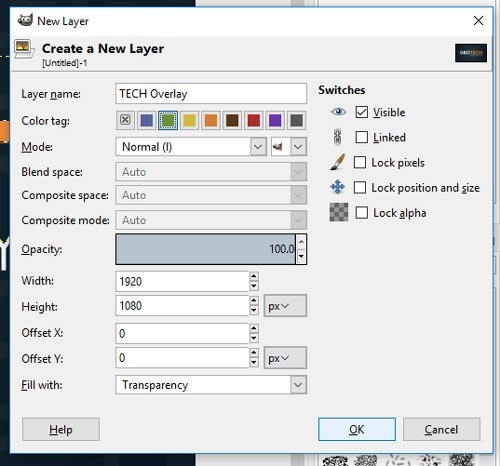 New Layer
Create a New Layer
[Untitled]-1
GEOTECH
Layer name: TECH Overlay
Color tag:
Mode: Normal (l)
Blend space: Auto
Composite space: Auto
Composite mode: Auto
Opacity: 100.0
Width: 1920
Height: 1080 px
Offset X: 0
Offset Y: 0 px
Fill with: Transparency
Switches
Visible
Linked
Lock pixels
Lock position and size
Lock alpha
Help
OK
Cancel